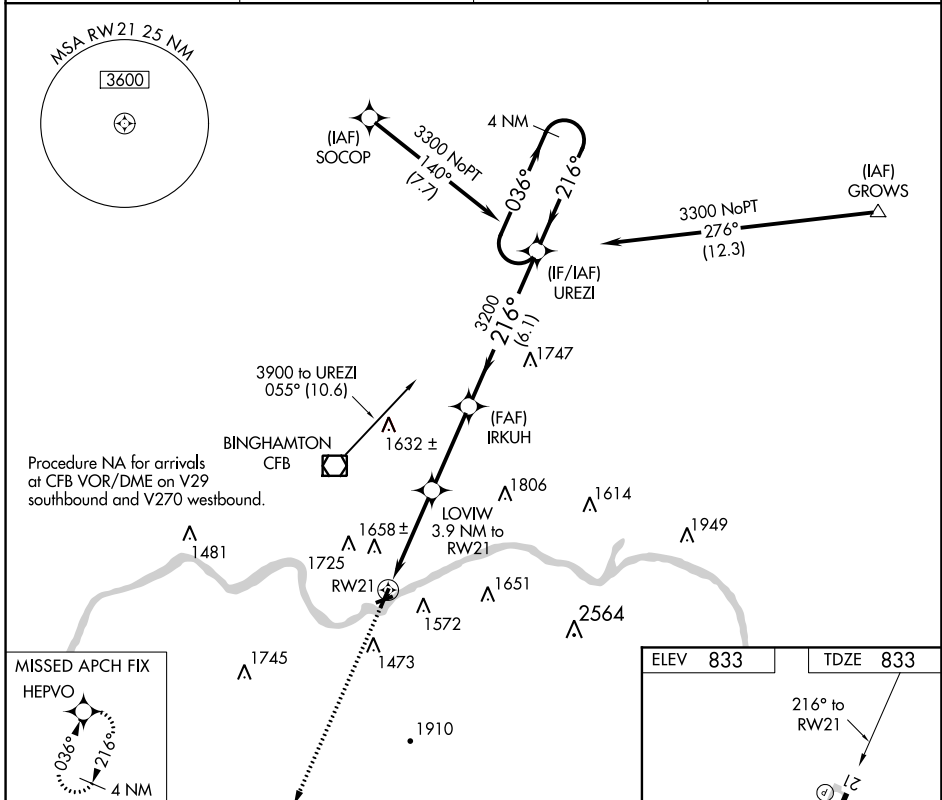 MSA RW21 25 NM
3600
(IAF)
SOCOP
3300 NoPT
140°
(7.7)
4 NM
036°
216°
(IAF)
GROWS
3300 NoPT
276°
(12.3)
(IF/IAF)
UREZI
3200
216°
(6.1)
1747
3900 to UREZI
055° (10.6)
(FAF)
IRKUH
BINGHAMTON
CFB
1632 ±
Procedure NA for arrivals
at CFB VOR/DME on V29
southbound and V270 westbound.
1806
1614
LOVIW
3.9 NM to
RW21
1949
1481
1658 ±
1725
RW21
1651
1572
2564
1745
1473
1910
MISSED APCH FIX
HEPVO
036°
216°
4 NM
ELEV 833
TDZE 833
216° to
RW21
21
P